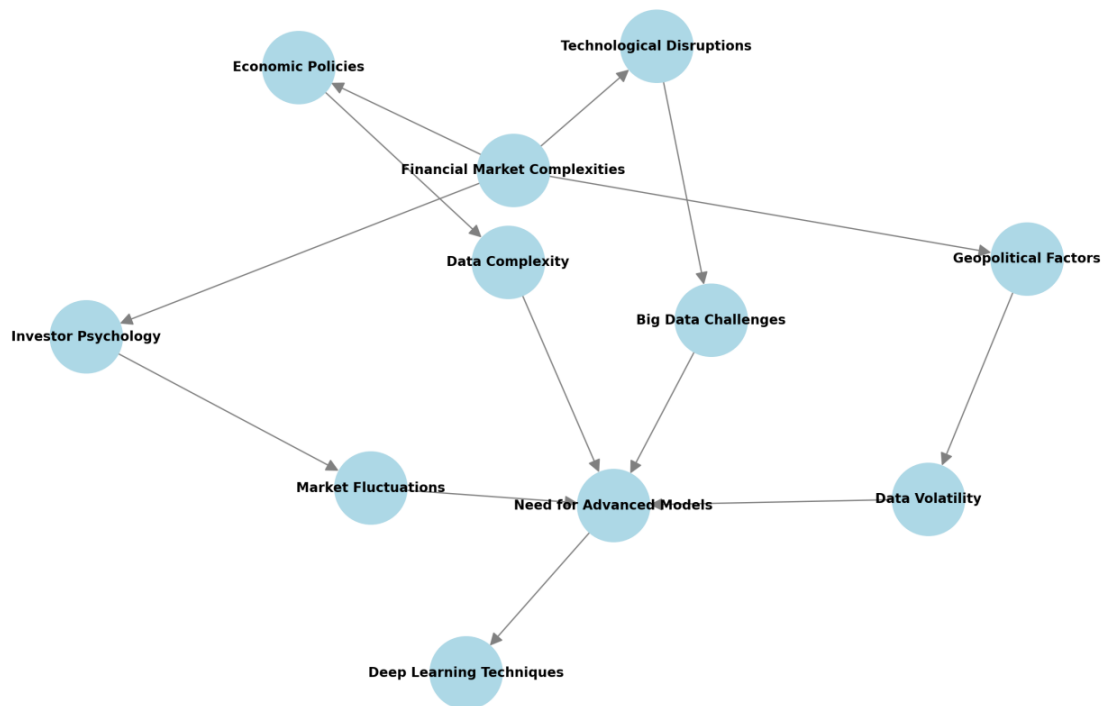 Technological Disruptions
Economic Policies
Financial Market Complexities
Geopolitical Factors
Data Complexity
Big Data Challenges
Investor Psychology
Market Fluctuations
Data Volatility
Need for Advanced Models
Deep Learning Techniques